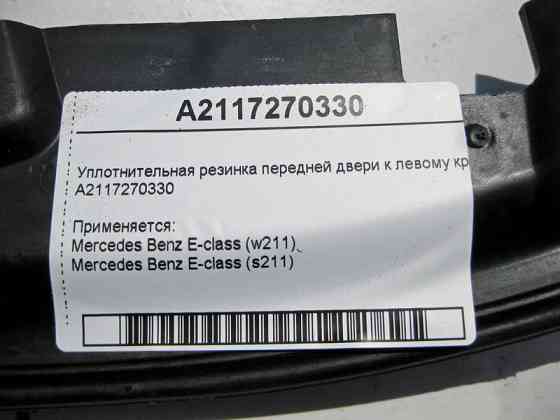 A2117270330
Уплотнительная резинка передней двери к левому кр
A2117270330
Применяется:
Mercedes Benz E-class (w211)
Mercedes Benz E-class (s211)